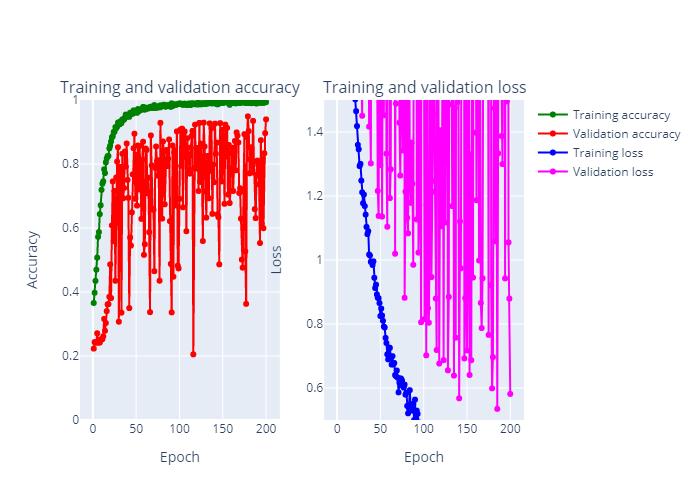 Training and validation accuracy
Training and validation loss
1
0.8
0.6
0.4
0.2
0
Accuracy
0
50
100
150
200
Epoch
1.4
1.2
1
0.8
0.6
Loss
0
50
100
150
200
Epoch
Training accuracy
Validation accuracy
Training loss
Validation loss